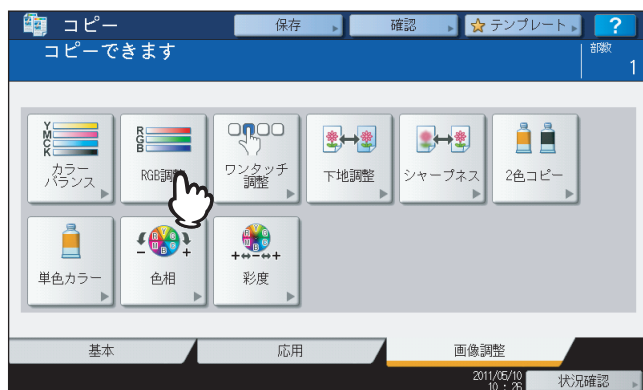 コピー
保存
確認
テンプレート
?
コピーできます
部数
1
Y
M
C
K
カラー
バランス
R
G
B
RGB調整
ワンタッチ
調整
下地調整
シャープネス
2色コピー
単色カラー
色相
彩度
基本
応用
画像調整
2011/05/10
10 : 26
状況確認